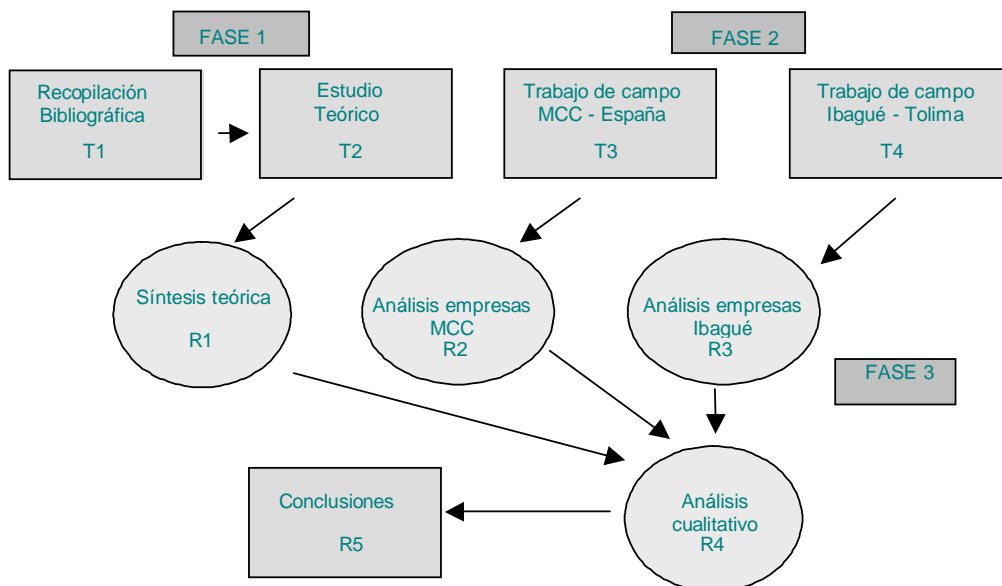 FASE 1
FASE 2
Recopilación
Bibliográfica
T1
Estudio
Teórico
T2
Trabajo de campo
MCC - España
T3
Trabajo de campo
Ibagué - Tolima
T4
Síntesis teórica
R1
Análisis empresas
MCC
R2
Análisis empresas
Ibagué
R3
FASE 3
Conclusiones
R5
Análisis
cualitativo
R4